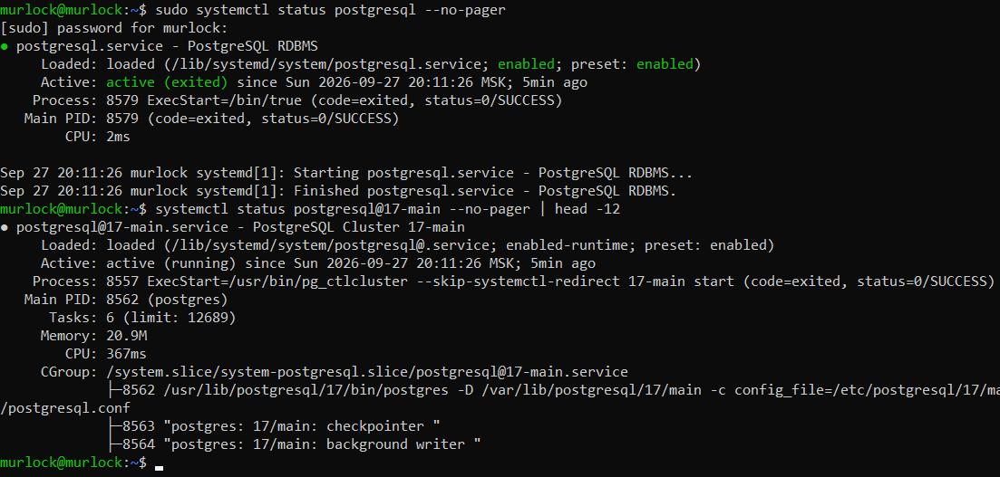 murlock@murlock:~$ sudo systemctl status postgresql --no-pager
[sudo] password for murlock:
● postgresql.service - PostgreSQL RDBMS
     Loaded: loaded (/lib/systemd/system/postgresql.service; enabled; preset: enabled)
     Active: active (exited) since Sun 2026-09-27 20:11:26 MSK; 5min ago
    Process: 8579 ExecStart=/bin/true (code=exited, status=0/SUCCESS)
   Main PID: 8579 (code=exited, status=0/SUCCESS)
        CPU: 2ms

Sep 27 20:11:26 murlock systemd[1]: Starting postgresql.service - PostgreSQL RDBMS...
Sep 27 20:11:26 murlock systemd[1]: Finished postgresql.service - PostgreSQL RDBMS.
murlock@murlock:~$ systemctl status postgresql@17-main --no-pager | head -12
● postgresql@17-main.service - PostgreSQL Cluster 17-main
     Loaded: loaded (/lib/systemd/system/postgresql@.service; enabled-runtime; preset: enabled)
     Active: active (running) since Sun 2026-09-27 20:11:26 MSK; 5min ago
    Process: 8557 ExecStart=/usr/bin/pg_ctlcluster --skip-systemctl-redirect 17-main start (code=exited, status=0/SUCCESS)
   Main PID: 8562 (postgres)
      Tasks: 6 (limit: 12689)
     Memory: 20.9M
        CPU: 367ms
     CGroup: /system.slice/system-postgresql.slice/postgresql@17-main.service
             ├─8562 /usr/lib/postgresql/17/bin/postgres -D /var/lib/postgresql/17/main -c config_file=/etc/postgresql/17/ma
/postgresql.conf
             ├─8563 "postgres: 17/main: checkpointer "
             ├─8564 "postgres: 17/main: background writer "
murlock@murlock:~$